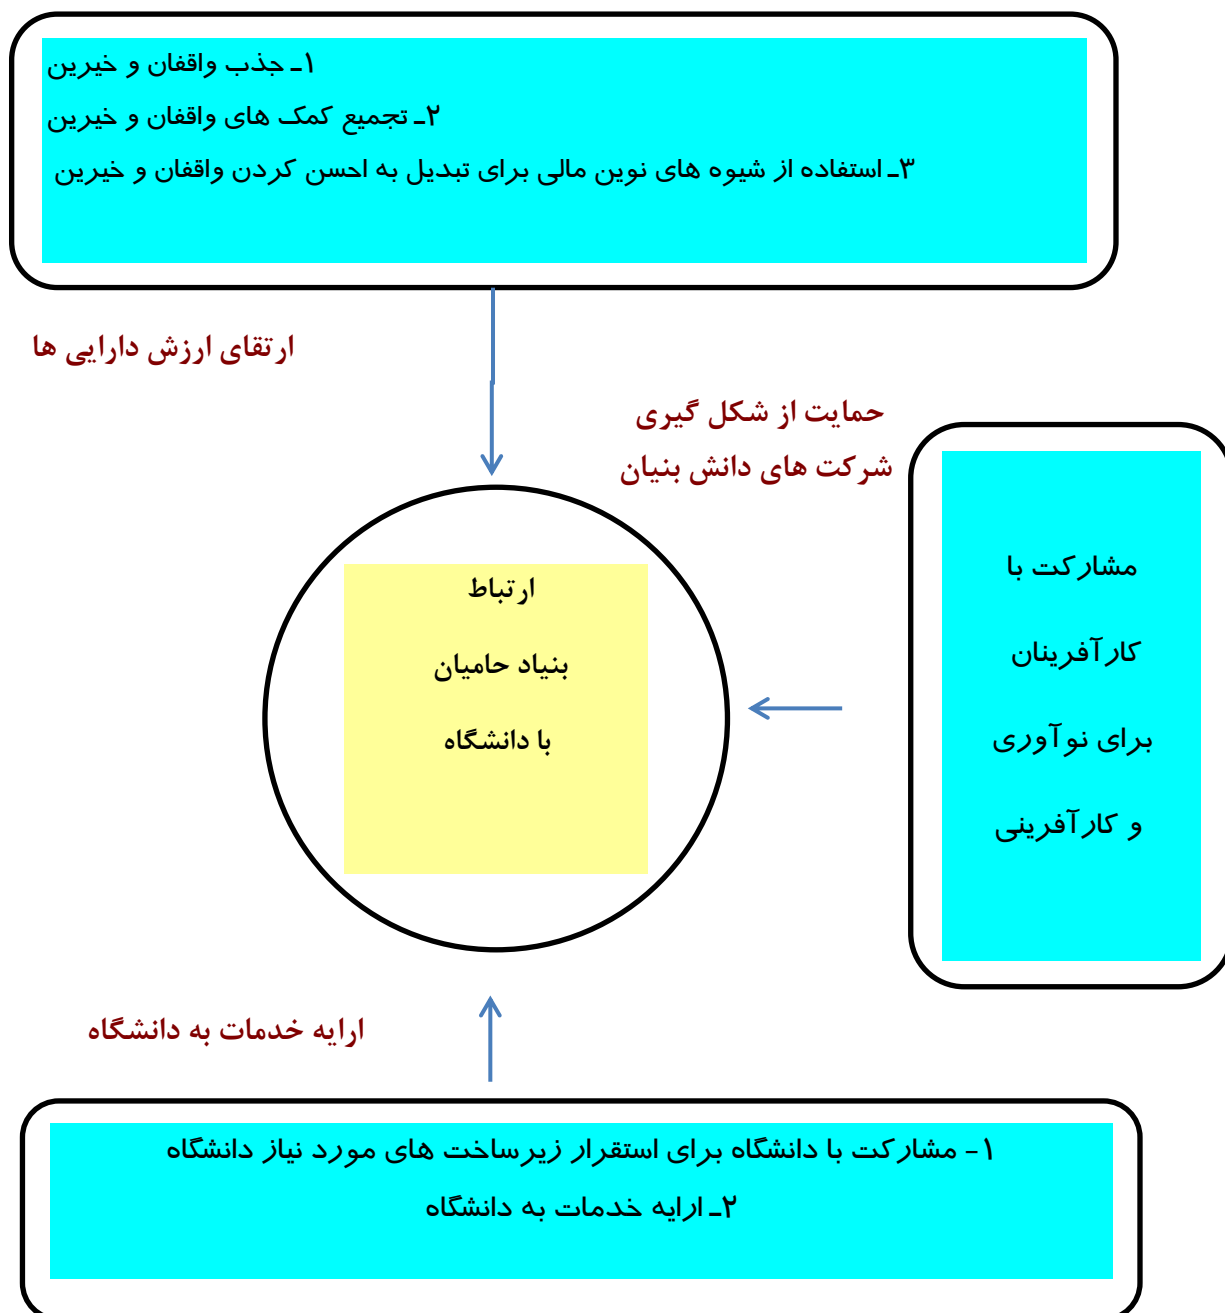 ۱ـ جذب واقفان و خیرین
۲ـ تجمیع کمک های واقفان و خیرین
۳ـ استفاده از شیوه های نوین مالی برای تبدیل به احسن کردن واقفان و خیرین
ارتقای ارزش دارایی ها
حمایت از شکل گیری
شرکت های دانش بنیان
مشارکت با
کارآفرینان
برای نوآوری
و کارآفرینی
ارتباط
بنیاد حامیان
با دانشگاه
ارایه خدمات به دانشگاه
۱- مشارکت با دانشگاه برای استقرار زیرساخت های مورد نیاز دانشگاه
۲ـ ارایه خدمات به دانشگاه